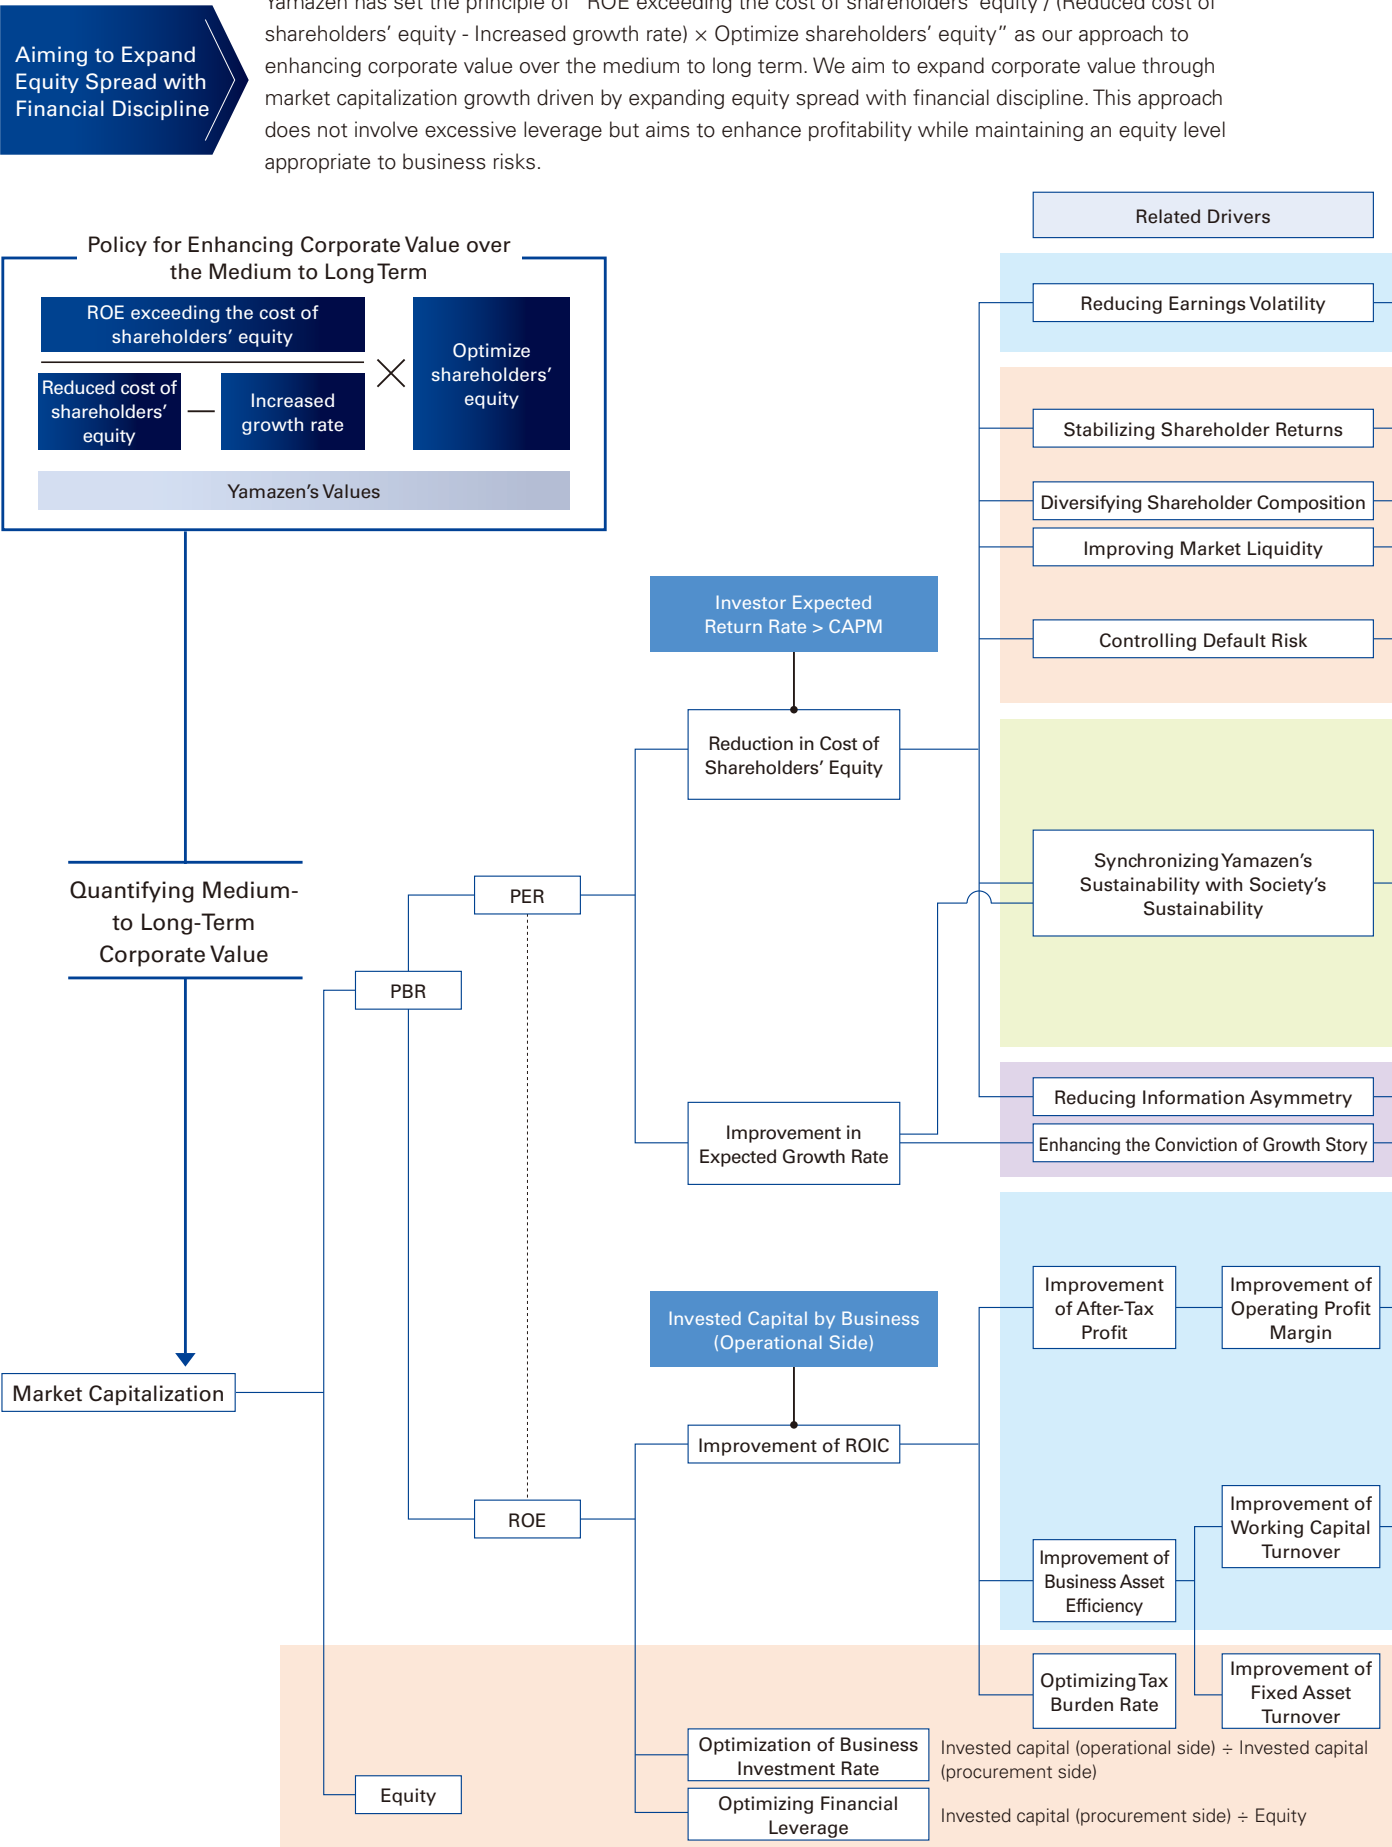 Yamazen has set the principle of “ROE exceeding the cost of shareholders’ equity / (Reduced cost of
shareholders’ equity - Increased growth rate) × Optimize shareholders’ equity” as our approach to
enhancing corporate value over the medium to long term. We aim to expand corporate value through
market capitalization growth driven by expanding equity spread with financial discipline. This approach
does not involve excessive leverage but aims to enhance profitability while maintaining an equity level
appropriate to business risks.
Aiming to Expand
Equity Spread with
Financial Discipline
Policy for Enhancing Corporate Value over
the Medium to Long Term
ROE exceeding the cost of
shareholders’ equity
Reduced cost of
shareholders’
equity
—
Increased
growth rate
×
Optimize
shareholders’
equity
Yamazen’s Values
Quantifying Medium-
to Long-Term
Corporate Value
Market Capitalization
PBR
Equity
PER
ROE
Investor Expected
Return Rate > CAPM
Reduction in Cost of
Shareholders’ Equity
Improvement in
Expected Growth Rate
Invested Capital by Business
(Operational Side)
Improvement of ROIC
Optimization of Business
Investment Rate
Invested capital (operational side) ÷ Invested capital
(procurement side)
Optimizing Financial
Leverage
Invested capital (procurement side) ÷ Equity
Related Drivers
Reducing Earnings Volatility
Stabilizing Shareholder Returns
Diversifying Shareholder Composition
Improving Market Liquidity
Controlling Default Risk
Synchronizing Yamazen’s
Sustainability with Society’s
Sustainability
Reducing Information Asymmetry
Enhancing the Conviction of Growth Story
Improvement
of After-Tax
Profit
Improvement of
Operating Profit
Margin
Improvement of
Business Asset
Efficiency
Improvement of
Working Capital
Turnover
Optimizing Tax
Burden Rate
Improvement of
Fixed Asset
Turnover